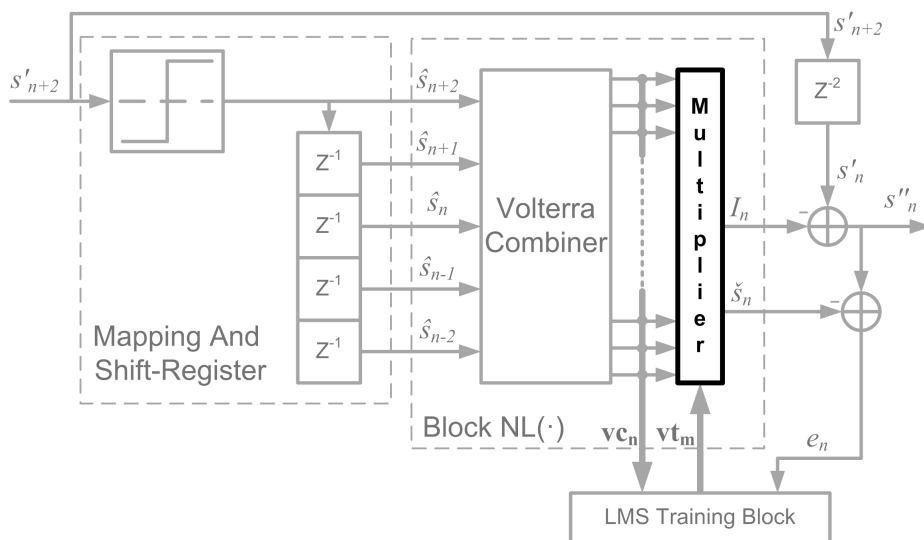 s'ₙ₊₂
s'ₙ₊₂
Z⁻²
s'ₙ
ŝₙ₊₂
ŝₙ₊₁
ŝₙ
ŝₙ₋₁
ŝₙ₋₂
Z⁻¹
Z⁻¹
Z⁻¹
Z⁻¹
Mapping And
Shift-Register
Volterra
Combiner
Multiplier
Block NL(·)
Iₙ
šₙ
-
s''ₙ
-
vcₙ
vtₘ
eₙ
LMS Training Block